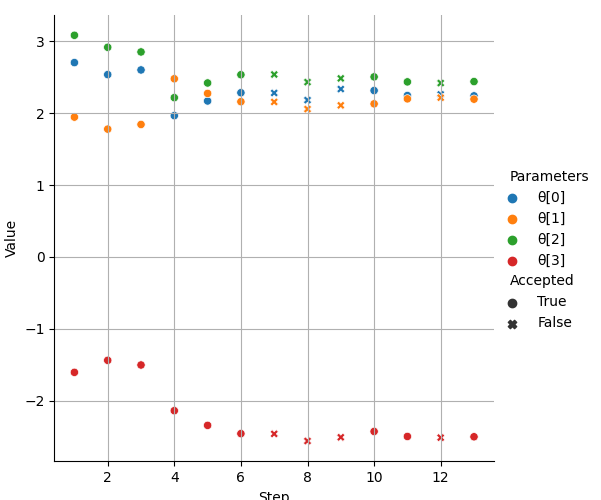 3
2
1
0
−1
−2
Value
2
4
6
8
10
12
Step
Parameters
θ[0]
θ[1]
θ[2]
θ[3]
Accepted
True
False